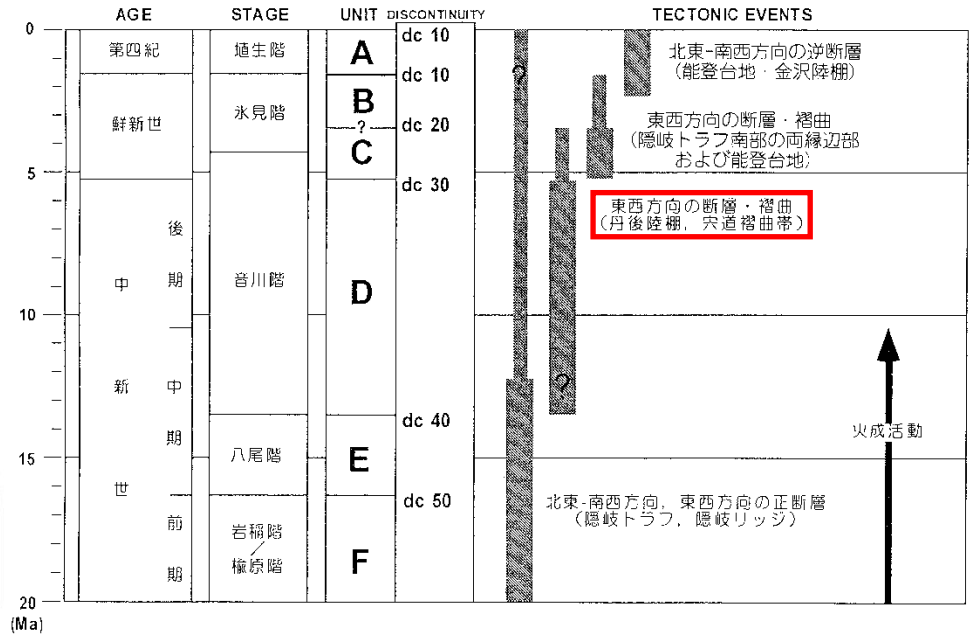 AGE STAGE UNIT DISCONTINUITY TECTONIC EVENTS
0
第四紀
鮮新世
中
新
世
後
期
中
期
前
期
埴生階
氷見階
音川階
八尾階
岩稲階
楡原階
A
B
?
C
D
E
F
dc 10
dc 10
dc 20
dc 30
dc 40
dc 50
5
10
15
20
(Ma)
?
?
北東-南西方向の逆断層
(能登台地・金沢陸棚)
東西方向の断層・褶曲
(隠岐トラフ南部の両縁辺部
および能登台地)
東西方向の断層・褶曲
(丹後陸棚, 宍道褶曲帯)
火成活動
北東-南西方向, 東西方向の正断層
(隠岐トラフ, 隠岐リッジ)